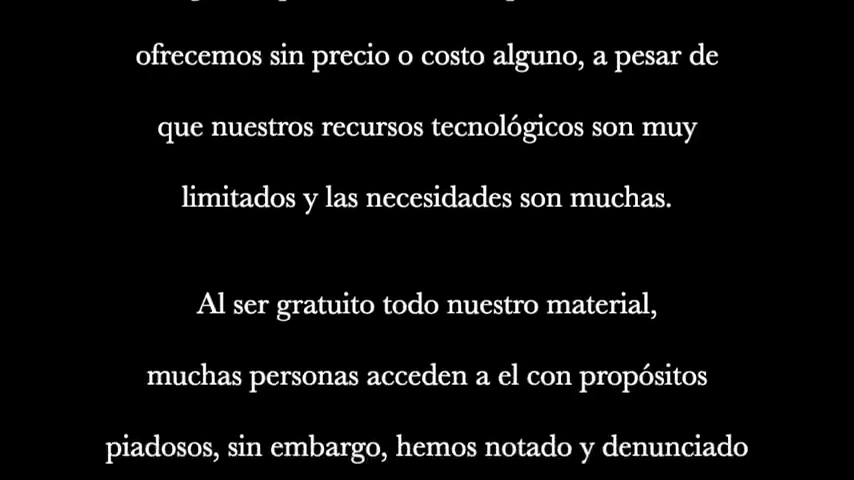 ofrecemos sin precio o costo alguno, a pesar de
que nuestros recursos tecnológicos son muy
limitados y las necesidades son muchas.
Al ser gratuito todo nuestro material,
muchas personas acceden a el con propósitos
piadosos, sin embargo, hemos notado y denunciado